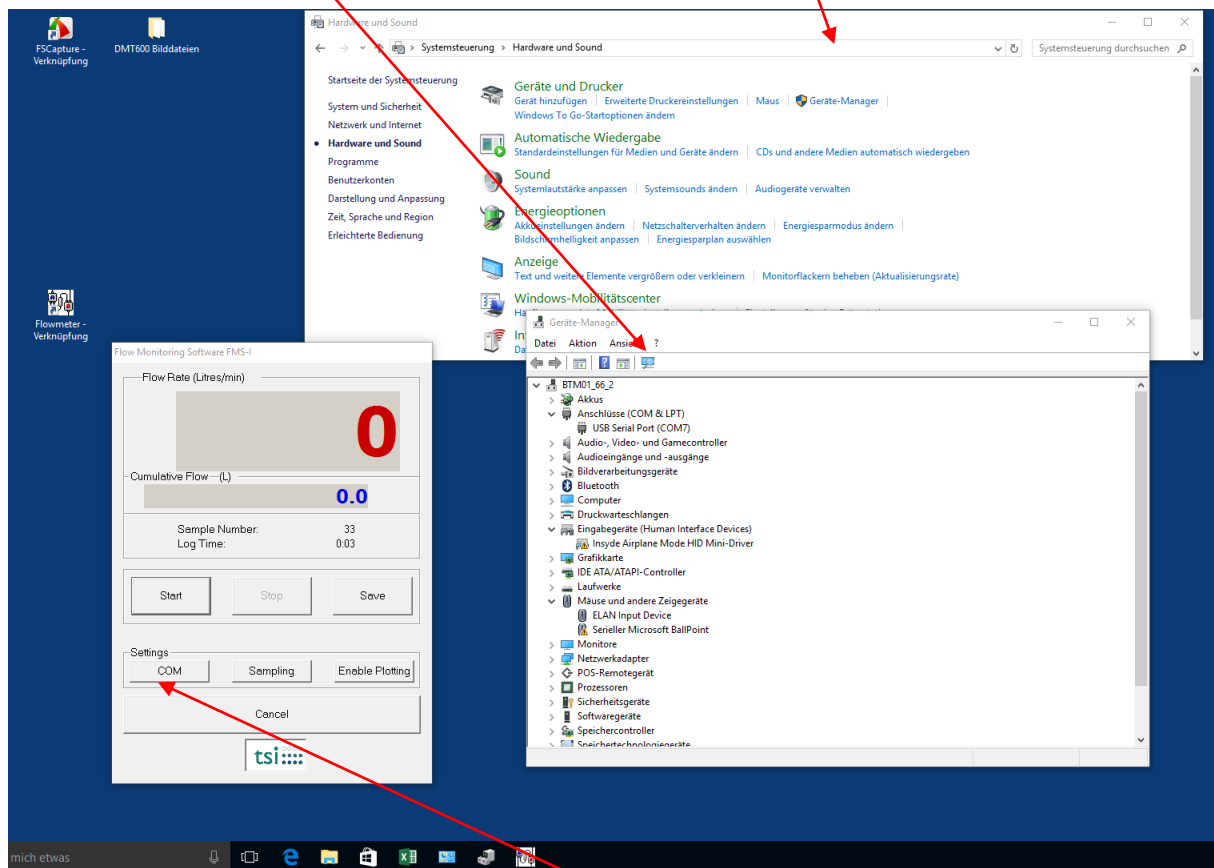 FSCapture -
Verknüpfung
DMT600 Bilddateien
Flowmeter -
Verknüpfung
Hardware und Sound
Systemsteuerung > Hardware und Sound
Systemsteuerung durchsuchen
Startseite der Systemsteuerung
System und Sicherheit
Netzwerk und Internet
Hardware und Sound
Programme
Benutzerkonten
Darstellung und Anpassung
Zeit, Sprache und Region
Erleichterte Bedienung
Geräte und Drucker
Gerät hinzufügen | Erweiterte Druckereinstellungen | Maus | Geräte-Manager |
Windows To Go-Startoptionen ändern
Automatische Wiedergabe
Standardeinstellungen für Medien und Geräte ändern | CDs und andere Medien automatisch wiedergeben
Sound
Systemlautstärke anpassen | Systemsounds ändern | Audiogeräte verwalten
Energieoptionen
Akkueinstellungen ändern | Netzschalterverhalten ändern | Energiesparmodus ändern |
Bildschirmhelligkeit anpassen | Energiesparplan auswählen
Anzeige
Text und weitere Elemente vergrößern oder verkleinern | Monitorflackern beheben (Aktualisierungsrate)
Windows-Mobilitätscenter
Flow Monitoring Software FMS-I
Flow Rate (Litres/min)
0
Cumulative Flow (L)
0.0
Sample Number: 33
Log Time: 0:03
Start Stop Save
Settings
COM Sampling Enable Plotting
Cancel
tsi
Geräte-Manager
Datei Aktion Ansicht ?
BTM01_66_2
Akkus
Anschlüsse (COM & LPT)
USB Serial Port (COM7)
Audio-, Video- und Gamecontroller
Audioeingänge und -ausgänge
Bildverarbeitungsgeräte
Bluetooth
Computer
Druckwarteschlangen
Eingabegeräte (Human Interface Devices)
Insyde Airplane Mode HID Mini-Driver
Grafikkarte
IDE ATA/ATAPI-Controller
Laufwerke
Mäuse und andere Zeigegeräte
ELAN Input Device
Serieller Microsoft BallPoint
Monitore
Netzwerkadapter
POS-Remotegerät
Prozessoren
Sicherheitsgeräte
Softwaregeräte
Speichercontroller
Speichertechnologiegeräte
mich etwas